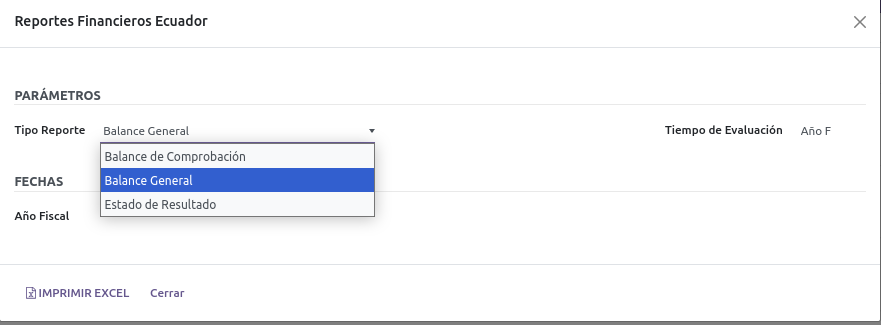 Reportes Financieros Ecuador
PARÁMETROS
Tipo Reporte Balance General Tiempo de Evaluación Año F
Balance de Comprobación
Balance General
Estado de Resultado
FECHAS
Año Fiscal
IMPRIMIR EXCEL Cerrar